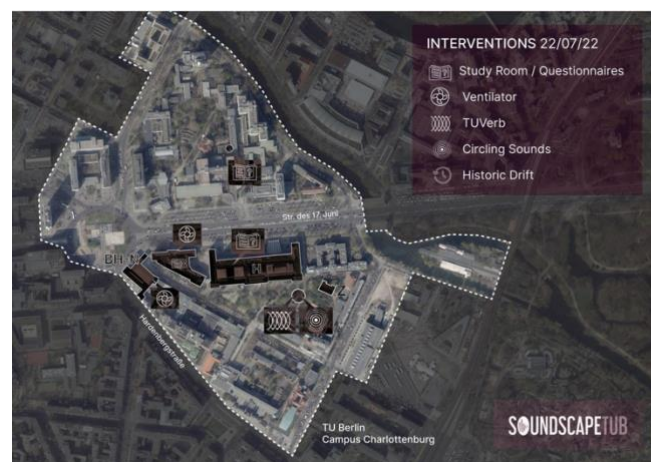 INTERVENTIONS 22/07/22
Study Room / Questionnaires
Ventilator
TUVerb
Circling Sounds
Historic Drift
Str. des 17. Juni
H
Hardenbergstraße
TU Berlin
Campus Charlottenburg
SOUNDSCAPETUB